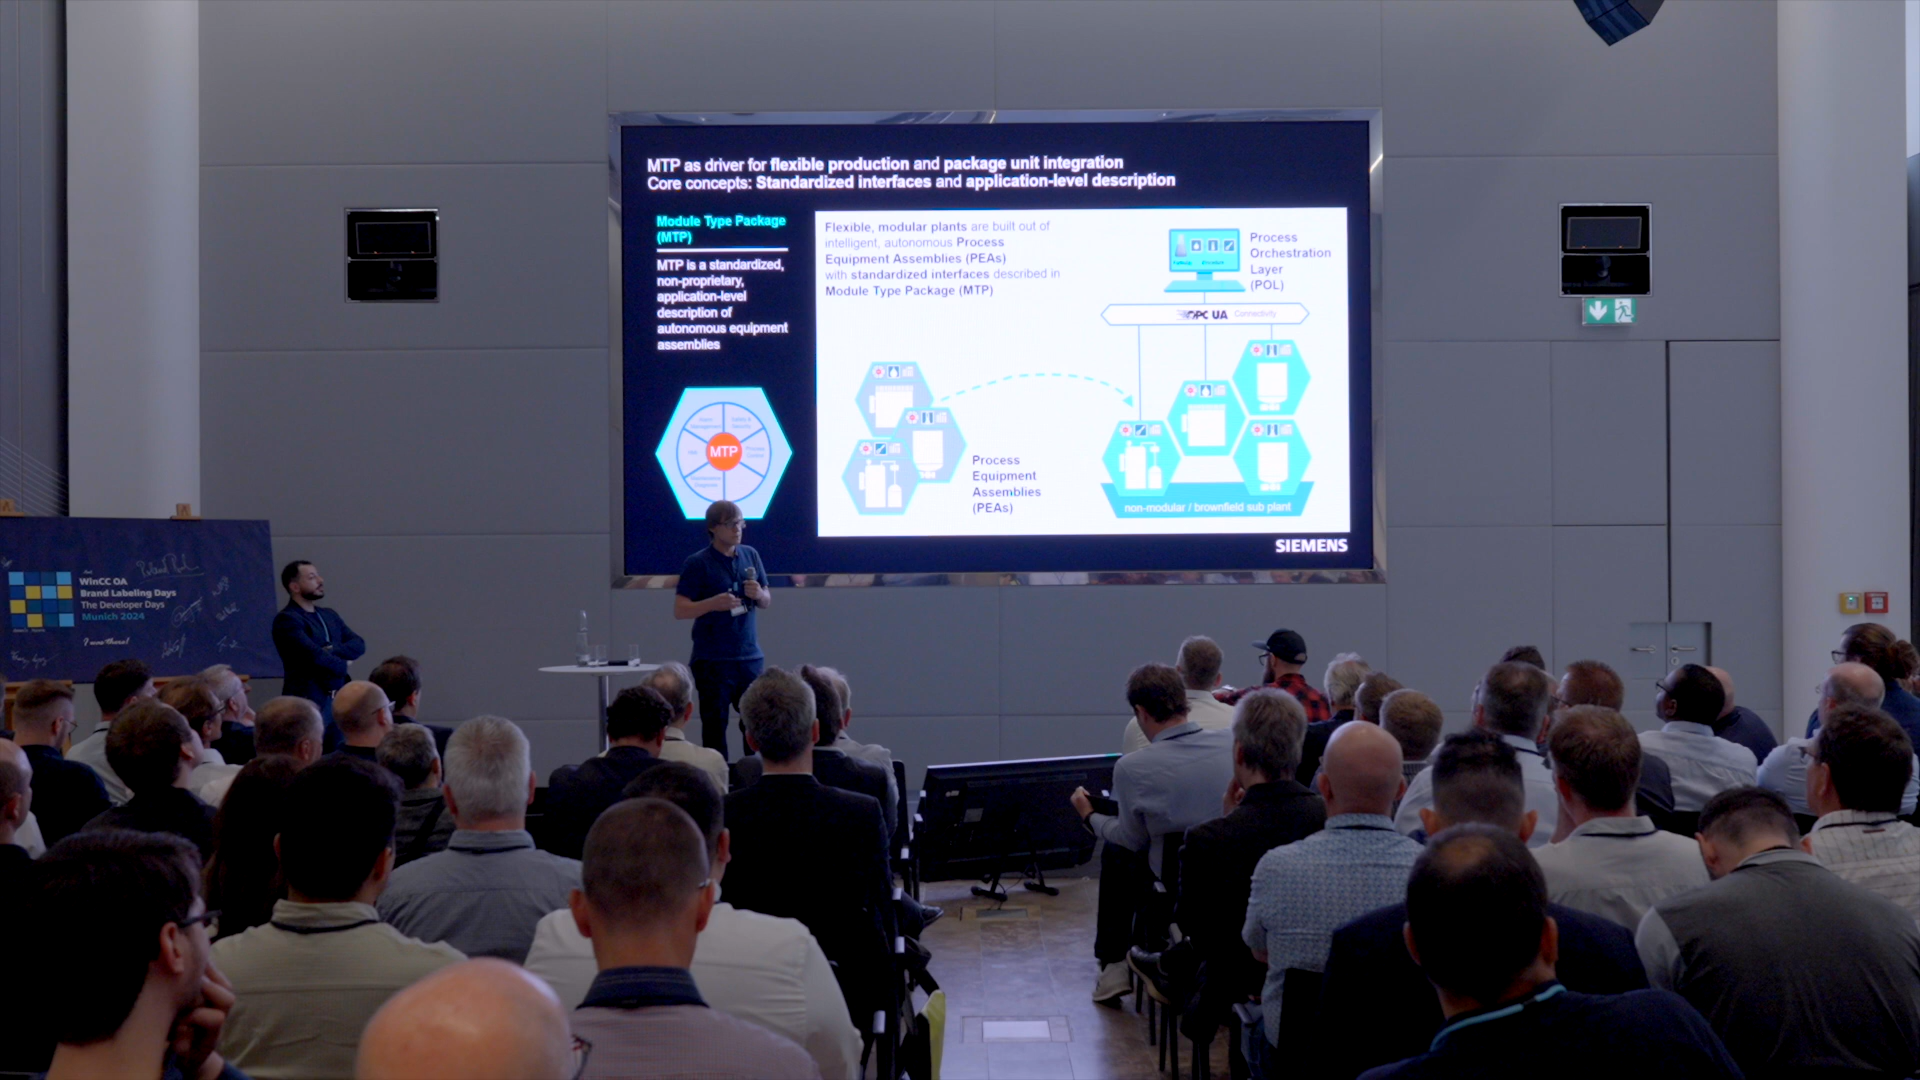 MTP as driver for flexible production and package unit integration
Core concepts: Standardized interfaces and application-level description
Module Type Package
(MTP)
MTP is a standardized,
non-proprietary,
application-level
description of
autonomous equipment
assemblies
MTP
Flexible, modular plants are built out of
intelligent, autonomous Process
Equipment Assemblies (PEAs)
with standardized interfaces described in
Module Type Package (MTP)
Process
Orchestration
Layer
(POL)
OPC UA Connectivity
Process
Equipment
Assemblies
(PEAs)
non-modular / brownfield sub plant
SIEMENS
WinCC OA
Brand Labeling Days
The Developer Days
Munich 2024
I was there!